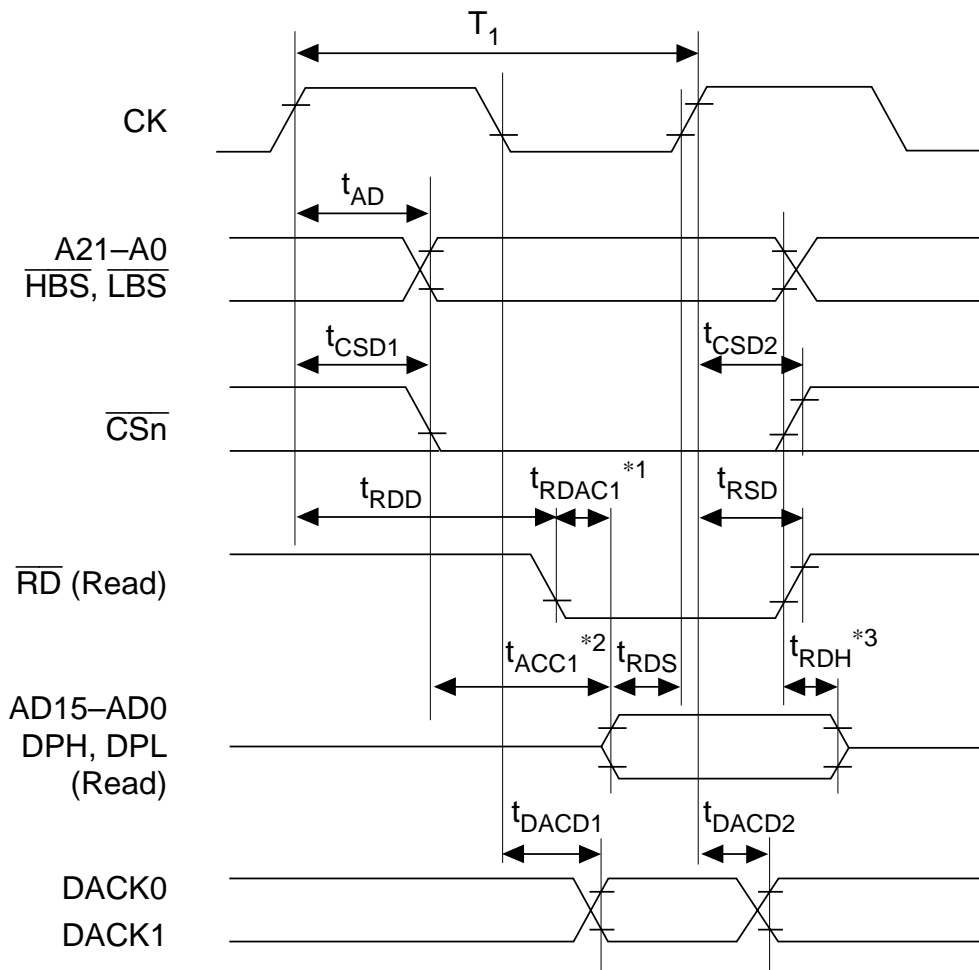 T1
CK
tAD
A21–A0
HBS, LBS
tCSD1
tCSD2
CSn
tRDD
tRDAC1*1
tRSD
RD (Read)
tACC1*2
tRDS
tRDH*3
AD15–AD0
DPH, DPL
(Read)
tDACD1
tDACD2
DACK0
DACK1